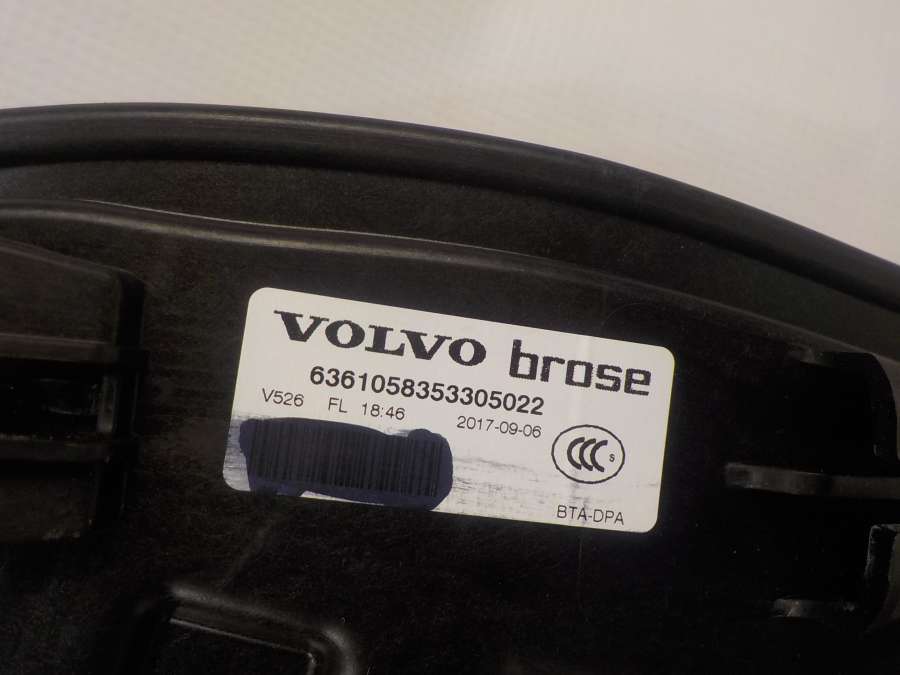 VOLVO brose
6361058353305022
V526 FL 18:46 2017-09-06
CCC S
BTA-DPA